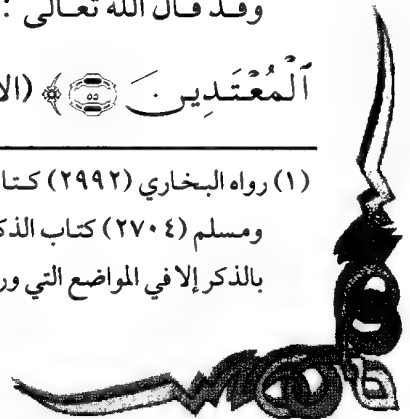 وقد قال الله تعالى :
ٱلْمُعْتَدِينَ ﴿٥٥﴾ (الا
(١) رواه البخاري (٢٩٩٢) كتا
ومسلم (٢٧٠٤) كتاب الذك
بالذكر إلا في المواضع التي ور